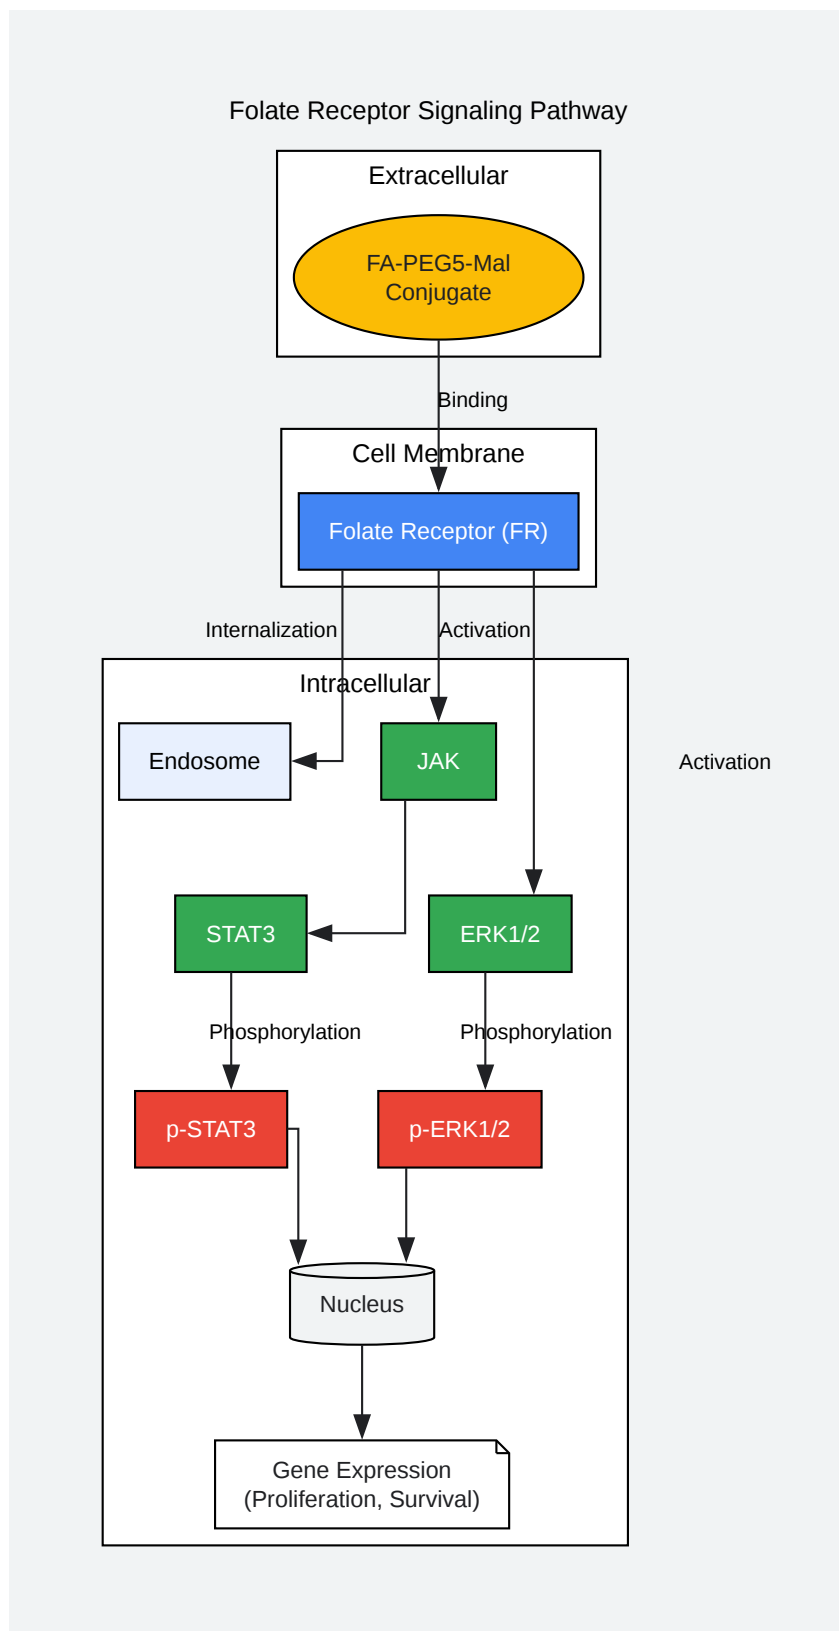 Folate Receptor Signaling Pathway
Extracellular
FA-PEG5-Mal
Conjugate
Binding
Cell Membrane
Folate Receptor (FR)
Internalization
Activation
Intracellular
Endosome
JAK
Activation
STAT3
ERK1/2
Phosphorylation
Phosphorylation
p-STAT3
p-ERK1/2
Nucleus
Gene Expression
(Proliferation, Survival)